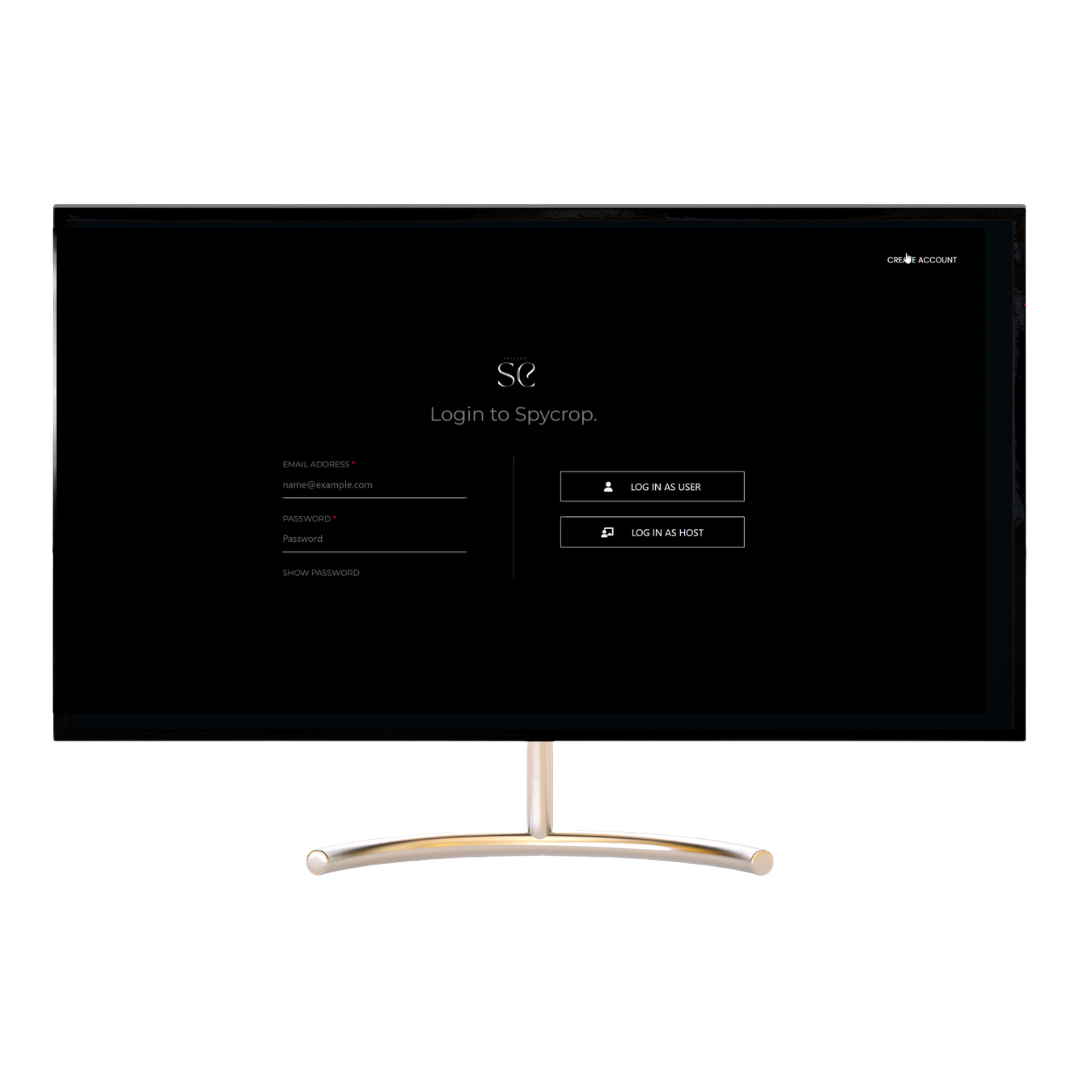 CREATE ACCOUNT
SC
Login to Spycrop.
EMAIL ADDRESS *
name@example.com
PASSWORD *
Password
SHOW PASSWORD
LOG IN AS USER
LOG IN AS HOST